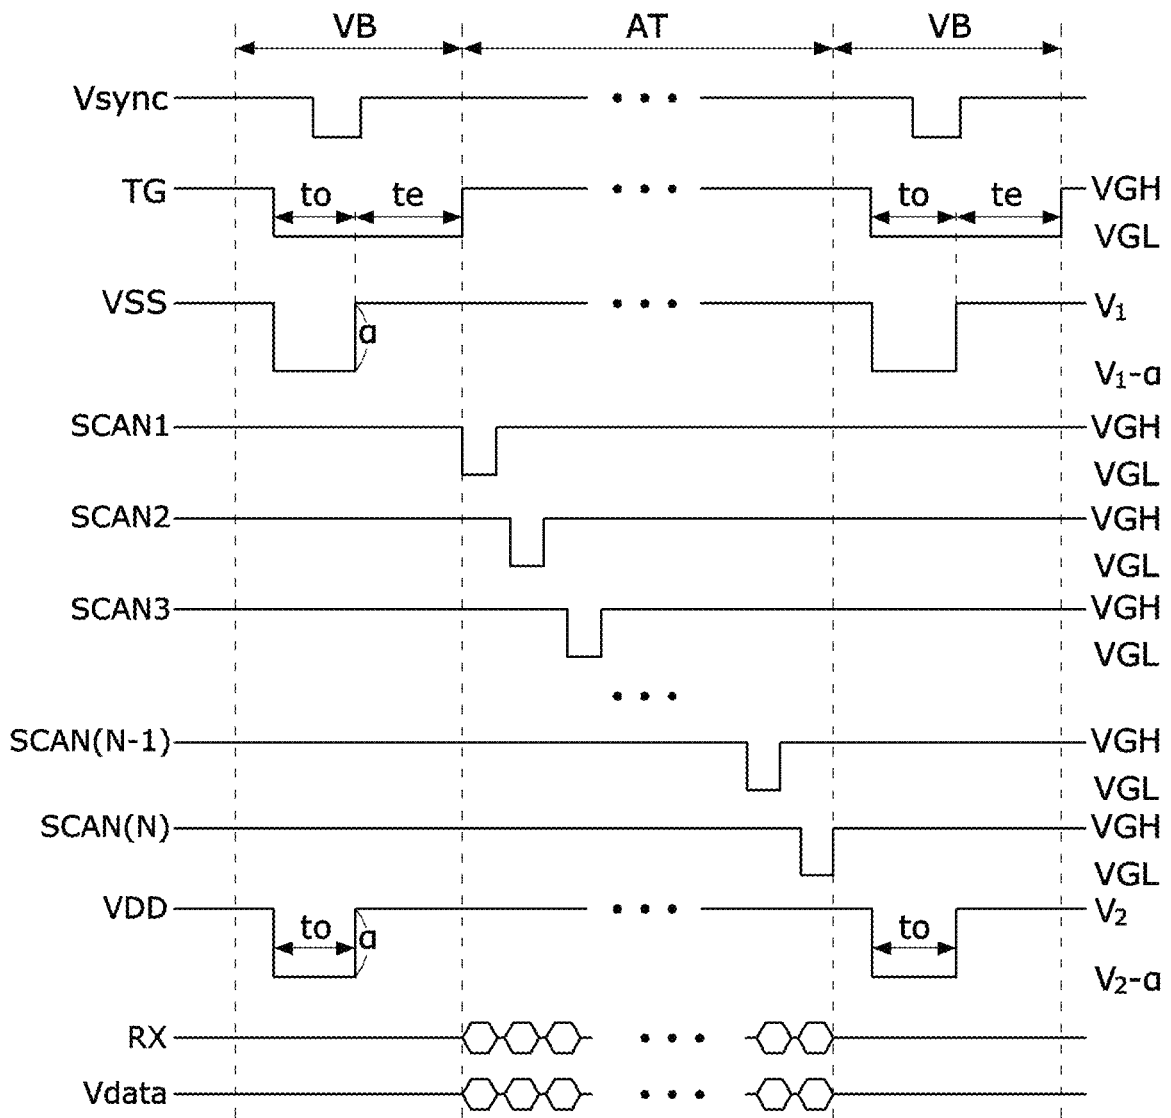 VB AT VB
Vsync
TG to te to te VGH
VGL
VSS a V₁
V₁-a
SCAN1 VGH
VGL
SCAN2 VGH
VGL
SCAN3 VGH
VGL
SCAN(N-1) VGH
VGL
SCAN(N) VGH
VGL
VDD to a to V₂
V₂-a
RX
Vdata